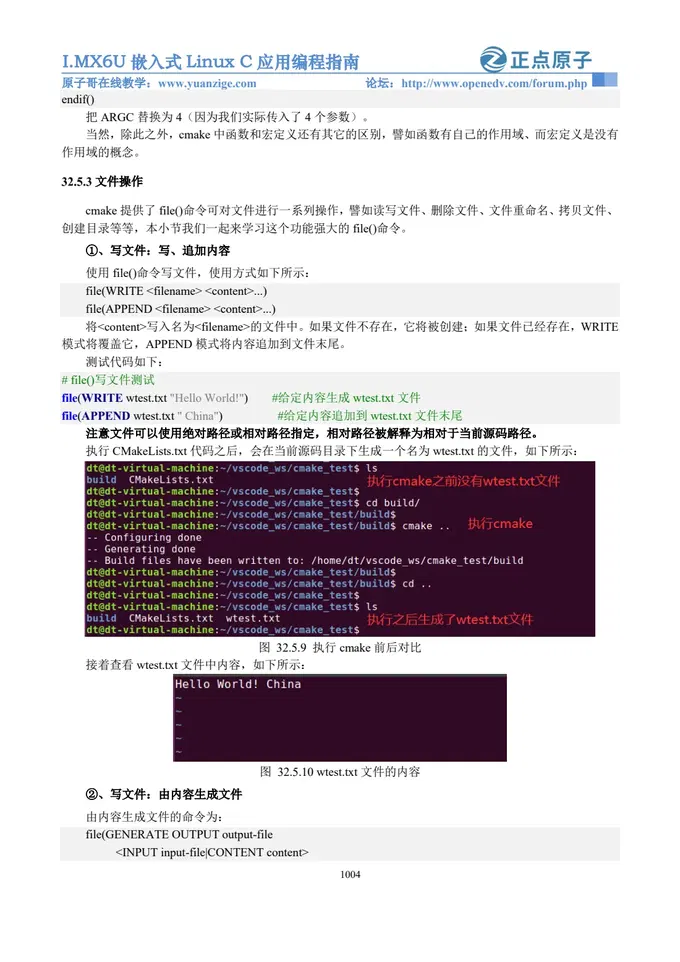 I.MX6U 嵌入式 Linux C 应用编程指南
正点原子
原子哥在线教学：www.yuanzige.com 论坛：http://www.openedv.com/forum.php
endif()
把 ARGC 替换为 4（因为我们实际传入了 4 个参数）。
当然，除此之外，cmake 中函数和宏定义还有其它的区别，譬如函数有自己的作用域、而宏定义是没有
作用域的概念。
32.5.3 文件操作
cmake 提供了 file()命令可对文件进行一系列操作，譬如读写文件、删除文件、文件重命名、拷贝文件、
创建目录等等，本小节我们一起来学习这个功能强大的 file()命令。
①、写文件：写、追加内容
使用 file()命令写文件，使用方式如下所示：
file(WRITE <filename> <content>...)
file(APPEND <filename> <content>...)
将<content>写入名为<filename>的文件中。如果文件不存在，它将被创建；如果文件已经存在，WRITE
模式将覆盖它，APPEND 模式将内容追加到文件末尾。
测试代码如下：
# file()写文件测试
file(WRITE wtest.txt "Hello World!") #给定内容生成 wtest.txt 文件
file(APPEND wtest.txt " China") #给定内容追加到 wtest.txt 文件末尾
注意文件可以使用绝对路径或相对路径指定，相对路径被解释为相对于当前源码路径。
执行 CMakeLists.txt 代码之后，会在当前源码目录下生成一个名为 wtest.txt 的文件，如下所示：
dt@dt-virtual-machine:~/vscode_ws/cmake_test$ ls
build CMakeLists.txt 执行cmake之前没有wtest.txt文件
dt@dt-virtual-machine:~/vscode_ws/cmake_test$
dt@dt-virtual-machine:~/vscode_ws/cmake_test$ cd build/
dt@dt-virtual-machine:~/vscode_ws/cmake_test/build$
dt@dt-virtual-machine:~/vscode_ws/cmake_test/build$ cmake .. 执行cmake
-- Configuring done
-- Generating done
-- Build files have been written to: /home/dt/vscode_ws/cmake_test/build
dt@dt-virtual-machine:~/vscode_ws/cmake_test/build$
dt@dt-virtual-machine:~/vscode_ws/cmake_test/build$ cd ..
dt@dt-virtual-machine:~/vscode_ws/cmake_test$
dt@dt-virtual-machine:~/vscode_ws/cmake_test$ ls
build CMakeLists.txt wtest.txt 执行之后生成了wtest.txt文件
dt@dt-virtual-machine:~/vscode_ws/cmake_test$
图 32.5.9 执行 cmake 前后对比
接着查看 wtest.txt 文件中内容，如下所示：
Hello World! China
~
~
~
~
~
图 32.5.10 wtest.txt 文件的内容
②、写文件：由内容生成文件
由内容生成文件的命令为：
file(GENERATE OUTPUT output-file
<INPUT input-file|CONTENT content>
1004